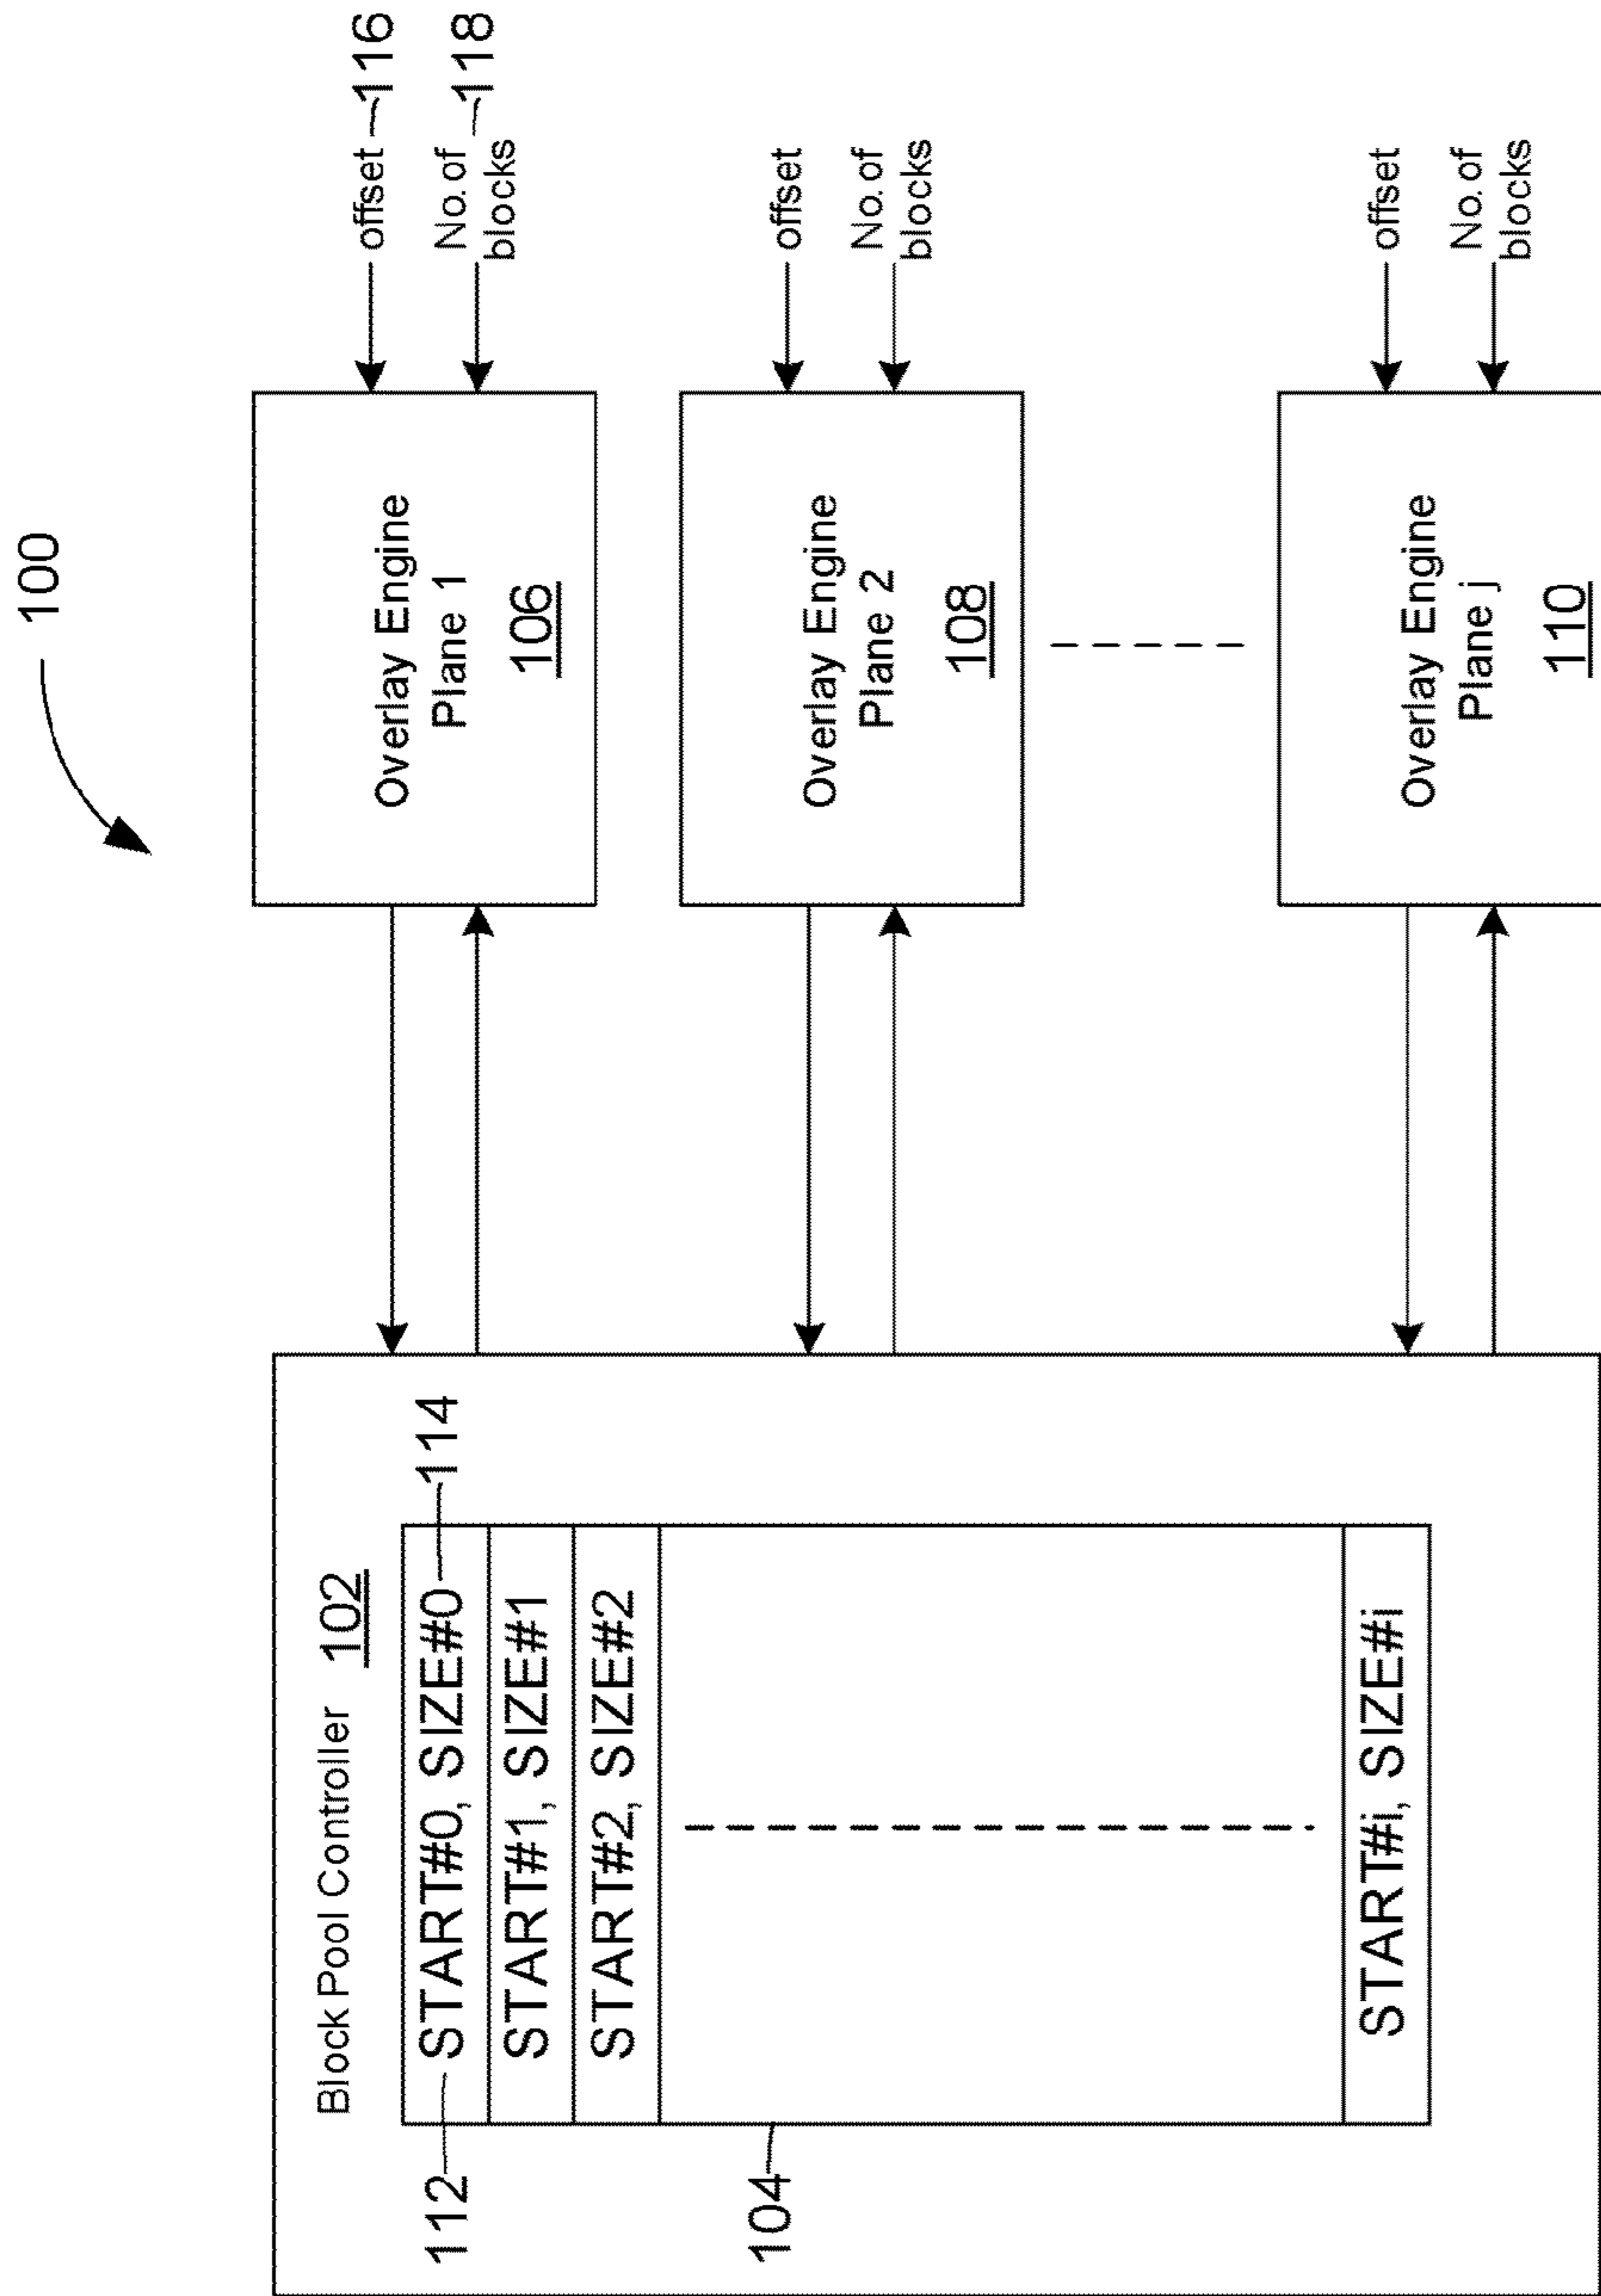 100
Block Pool Controller 102
112
START#0, SIZE#0
114
START#1, SIZE#1
START#2, SIZE#2
104
START#i, SIZE#i
Overlay Engine
Plane 1
106
offset
116
No. of
blocks
118
Overlay Engine
Plane 2
108
offset
No. of
blocks
Overlay Engine
Plane j
110
offset
No. of
blocks